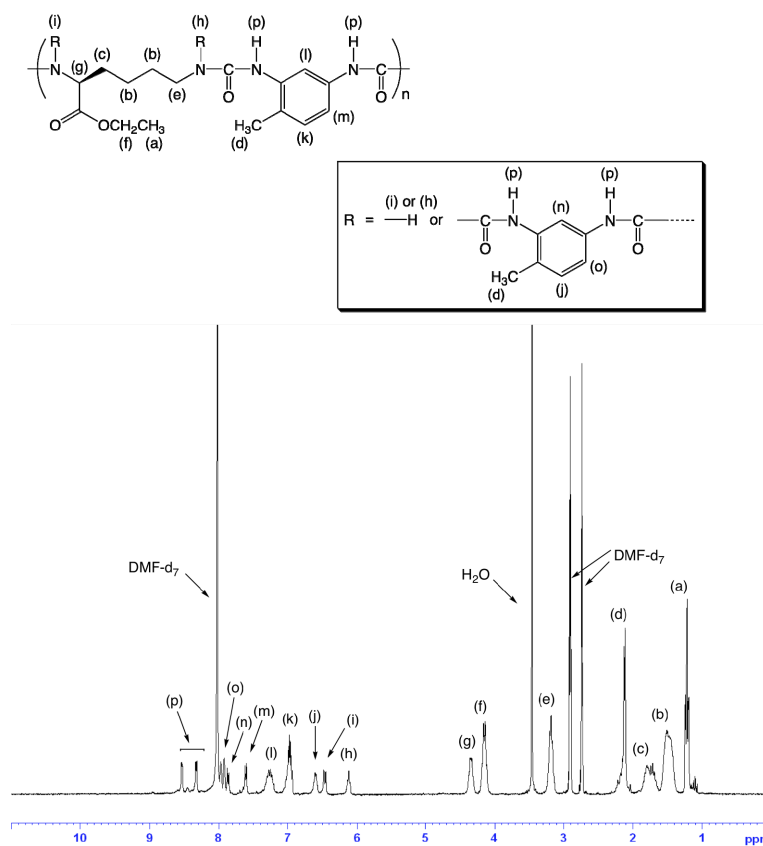 (i) (h) (p) (p)
R R H H
(c) (b) (l)
N (g) N C N N C
(b) (e) O O n
O OCH2CH3 H3C (m)
(f) (a) (d) (k)
(p) (p)
H H
(i) or (h) (n)
R = H or C N N C
O O
H3C (o)
(d) (j)
DMF-d7
H2O
DMF-d7
(a)
(d)
(p) (o) (n) (m) (l) (k) (j) (i) (h) (g) (f) (e) (c) (b)
10 9 8 7 6 5 4 3 2 1 ppm